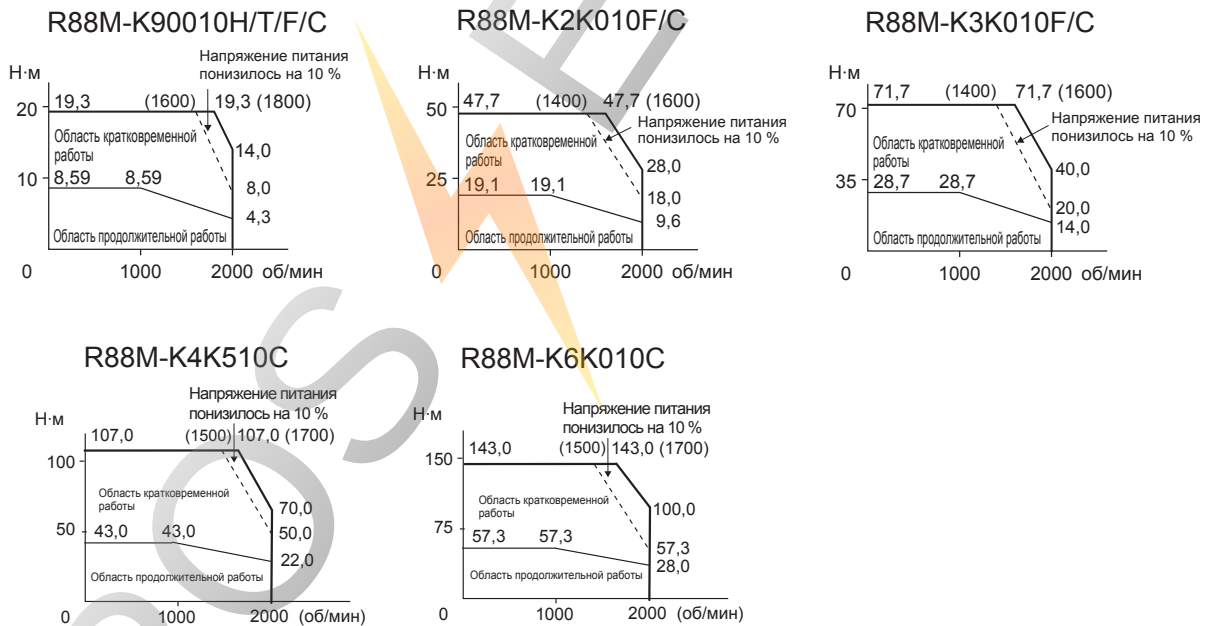 R88M-K90010H/T/F/C
Напряжение питания
понизилось на 10 %
Н·м
20
19,3
(1600)
19,3 (1800)
Область кратковременной
работы
14,0
10
8,59
8,59
8,0
4,3
Область продолжительной работы
0
1000
2000 об/мин
R88M-K2K010F/C
Н·м
50
47,7
(1400)
47,7 (1600)
Напряжение питания
понизилось на 10 %
Область кратковременной
работы
28,0
25
19,1
19,1
18,0
9,6
Область продолжительной работы
0
1000
2000 об/мин
R88M-K3K010F/C
Н·м
70
71,7
(1400)
71,7 (1600)
Напряжение питания
понизилось на 10 %
Область кратковременной
работы
40,0
35
28,7
28,7
20,0
14,0
Область продолжительной работы
0
1000
2000 об/мин
R88M-K4K510C
Напряжение питания
понизилось на 10 %
Н·м
107,0
(1500)
107,0 (1700)
100
Область кратковременной
работы
70,0
50
43,0
43,0
50,0
22,0
Область продолжительной работы
0
1000
2000 (об/мин)
R88M-K6K010C
Напряжение питания
понизилось на 10 %
Н·м
143,0
(1500)
143,0 (1700)
150
Область кратковременной
работы
100,0
75
57,3
57,3
57,3
28,0
Область продолжительной работы
0
1000
2000 (об/мин)
POS
E